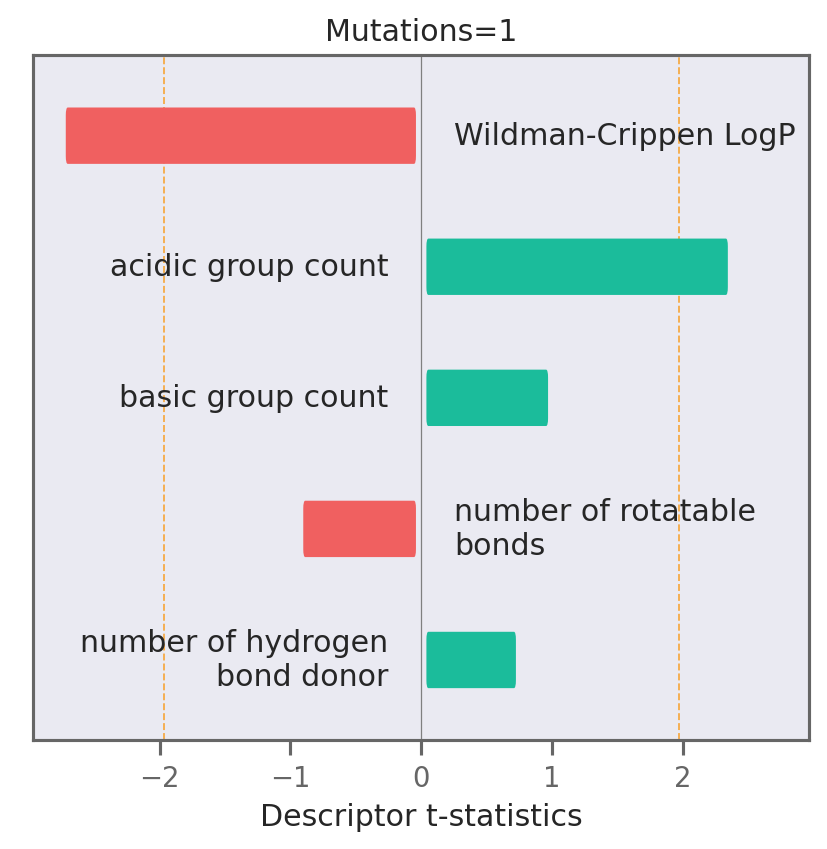 Mutations=1
Wildman-Crippen LogP
acidic group count
basic group count
number of rotatable
bonds
number of hydrogen
bond donor
−2 −1 0 1 2
Descriptor t-statistics